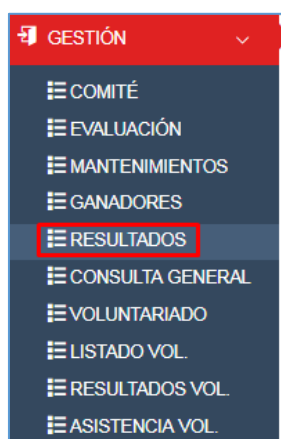 GESTIÓN
COMITÉ
EVALUACIÓN
MANTENIMIENTOS
GANADORES
RESULTADOS
CONSULTA GENERAL
VOLUNTARIADO
LISTADO VOL.
RESULTADOS VOL.
ASISTENCIA VOL.